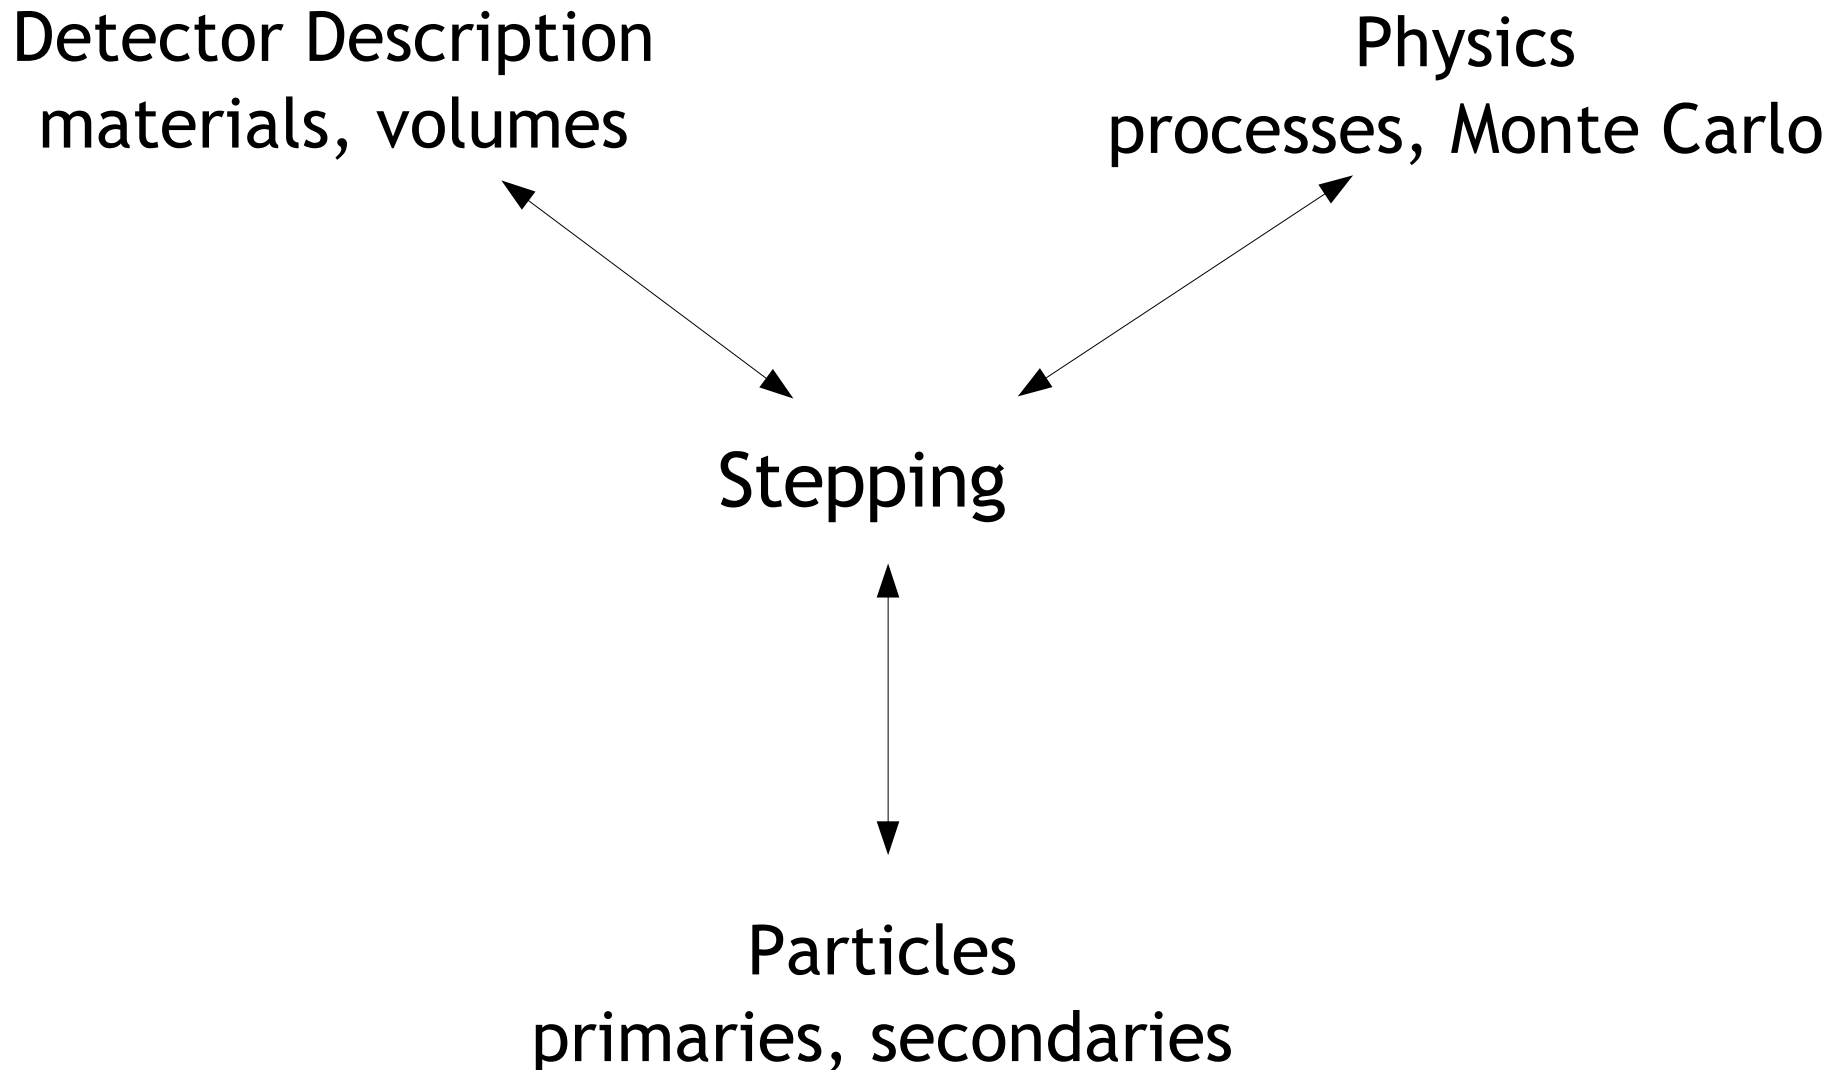 Detector Description
materials, volumes
Physics
processes, Monte Carlo
Stepping
Particles
primaries, secondaries